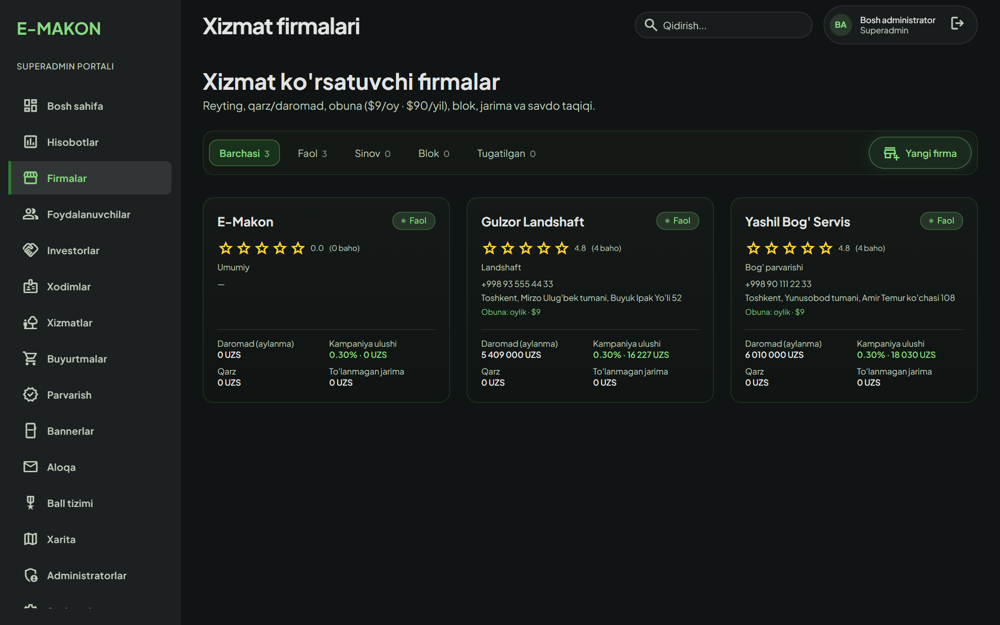 E-MAKON
SUPERADMIN PORTALI
Bosh sahifa
Hisobotlar
Firmalar
Foydalanuvchilar
Investorlar
Xodimlar
Xizmatlar
Buyurtmalar
Parvarish
Bannerlar
Aloqa
Ball tizimi
Xarita
Administratorlar
Xizmat firmalari
Qidirish...
BA
Bosh administrator
Superadmin
Xizmat ko'rsatuvchi firmalar
Reyting, qarz/daromad, obuna ($9/oy · $90/yil), blok, jarima va savdo taqiqi.
Barchasi 3
Faol 3
Sinov 0
Blok 0
Tugatilgan 0
Yangi firma
E-Makon
Faol
0.0 (0 baho)
Umumiy
—
Daromad (aylanma)
0 UZS
Kampaniya ulushi
0.30% · 0 UZS
Qarz
0 UZS
To'lanmagan jarima
0 UZS
Gulzor Landshaft
Faol
4.8 (4 baho)
Landshaft
+998 93 555 44 33
Toshkent, Mirzo Ulug'bek tumani, Buyuk Ipak Yo'li 52
Obuna: oylik · $9
Daromad (aylanma)
5 409 000 UZS
Kampaniya ulushi
0.30% · 16 227 UZS
Qarz
0 UZS
To'lanmagan jarima
0 UZS
Yashil Bog' Servis
Faol
4.8 (4 baho)
Bog' parvarishi
+998 90 111 22 33
Toshkent, Yunusobod tumani, Amir Temur ko'chasi 108
Obuna: oylik · $9
Daromad (aylanma)
6 010 000 UZS
Kampaniya ulushi
0.30% · 18 030 UZS
Qarz
0 UZS
To'lanmagan jarima
0 UZS